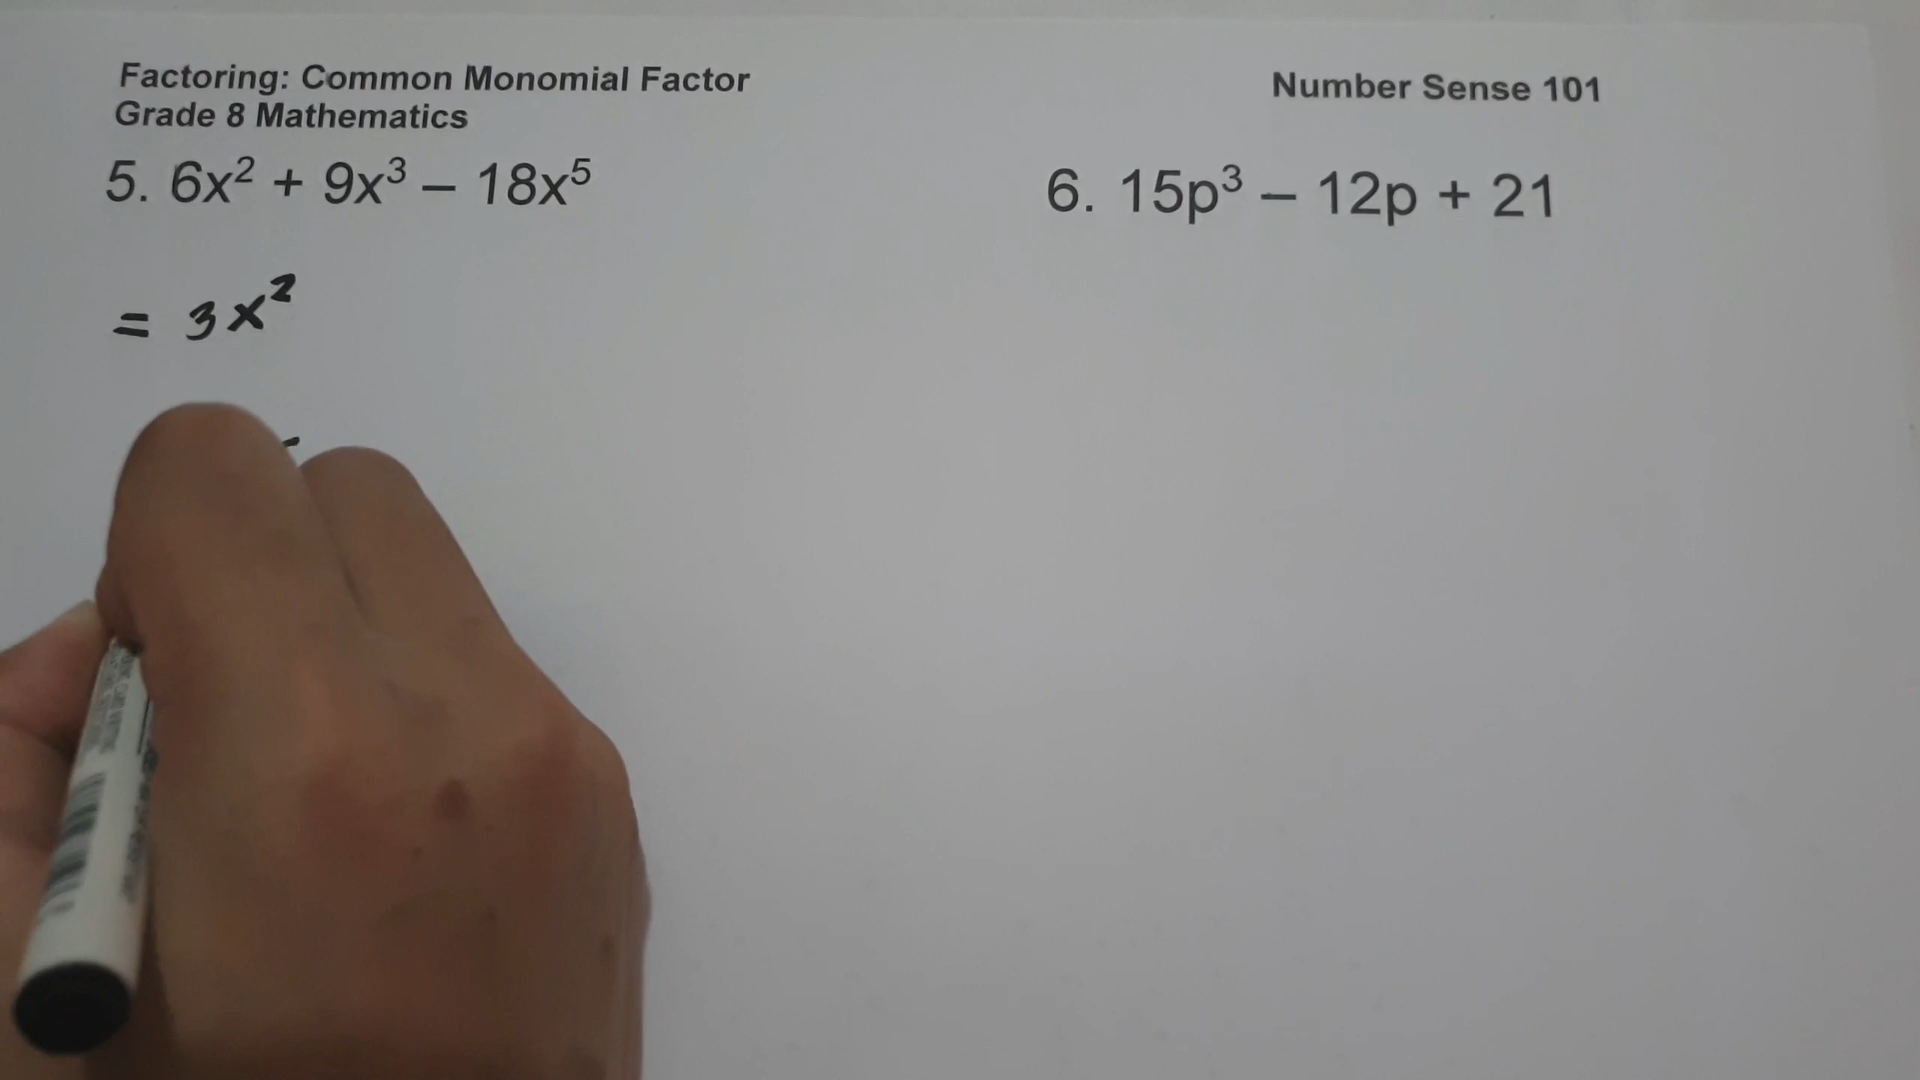 Factoring: Common Monomial Factor
Grade 8 Mathematics
Number Sense 101
5. 6x² + 9x³ – 18x⁵
6. 15p³ – 12p + 21
= 3x²